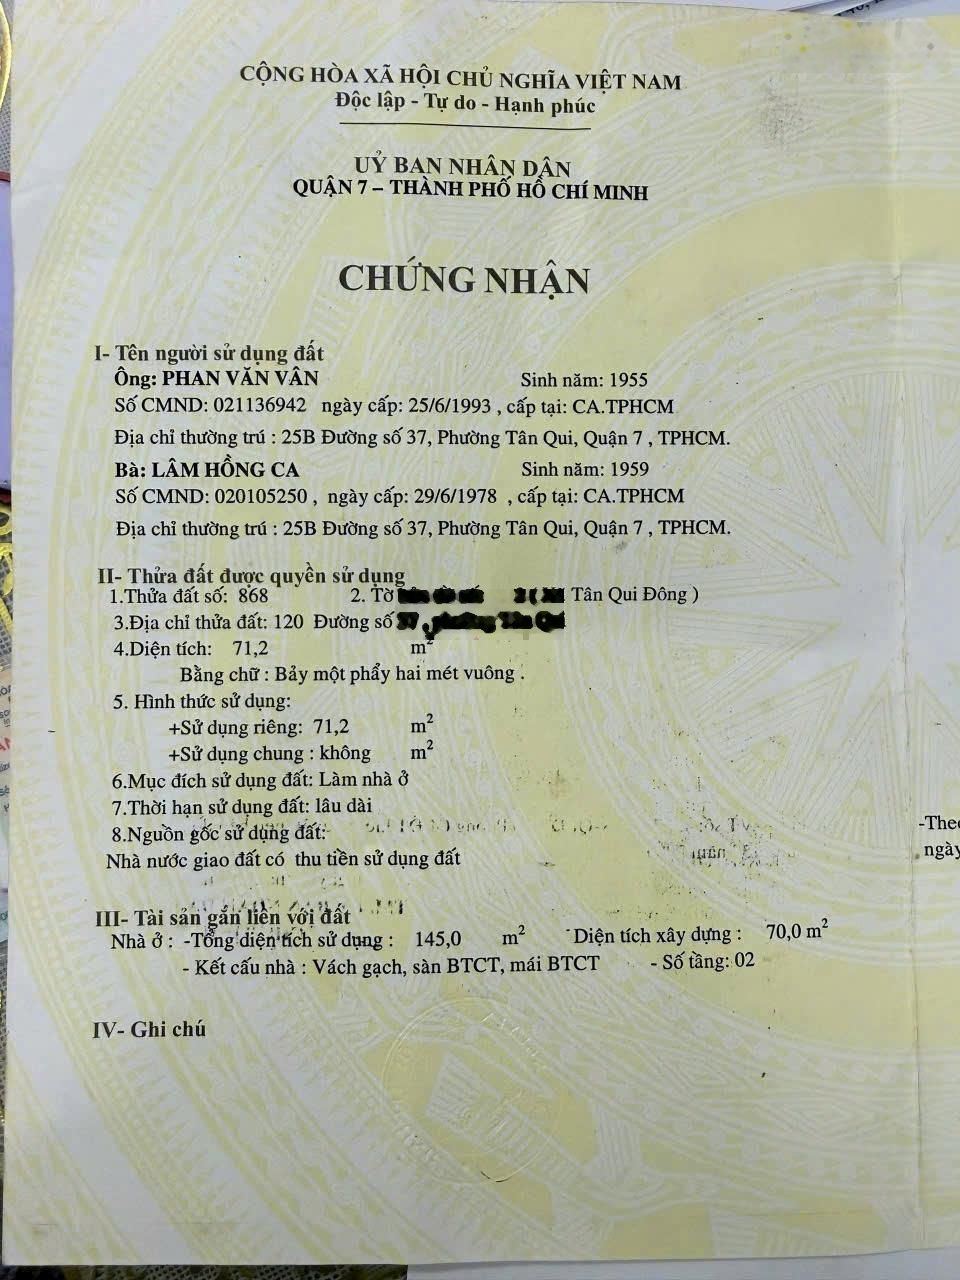 CỘNG HÒA XÃ HỘI CHỦ NGHĨA VIỆT NAM
Độc lập - Tự do - Hạnh phúc
UỶ BAN NHÂN DÂN
QUẬN 7 – THÀNH PHỐ HỒ CHÍ MINH
CHỨNG NHẬN
I- Tên người sử dụng đất
Ông: PHAN VĂN VÂN Sinh năm: 1955
Số CMND: 021136942 ngày cấp: 25/6/1993 , cấp tại: CA.TPHCM
Địa chỉ thường trú : 25B Đường số 37, Phường Tân Qui, Quận 7 , TPHCM.
Bà: LÂM HỒNG CA Sinh năm: 1959
Số CMND: 020105250 , ngày cấp: 29/6/1978 , cấp tại: CA.TPHCM
Địa chỉ thường trú : 25B Đường số 37, Phường Tân Qui, Quận 7 , TPHCM.
II- Thửa đất được quyền sử dụng
1.Thửa đất số: 868 2. Tờ Tân Qui Đông )
3.Địa chỉ thửa đất: 120 Đường số
4.Diện tích: 71,2 m²
Bằng chữ : Bảy một phẩy hai mét vuông .
5. Hình thức sử dụng:
+Sử dụng riêng: 71,2 m²
+Sử dụng chung : không m²
6.Mục đích sử dụng đất: Làm nhà ở
7.Thời hạn sử dụng đất: lâu dài
8.Nguồn gốc sử dụng đất:
-Theo
Nhà nước giao đất có thu tiền sử dụng đất
ngày
III- Tài sản gắn liền với đất
Nhà ở : -Tổng diện tích sử dụng : 145,0 m² Diện tích xây dựng : 70,0 m²
- Kết cấu nhà : Vách gạch, sàn BTCT, mái BTCT - Số tầng: 02
IV- Ghi chú